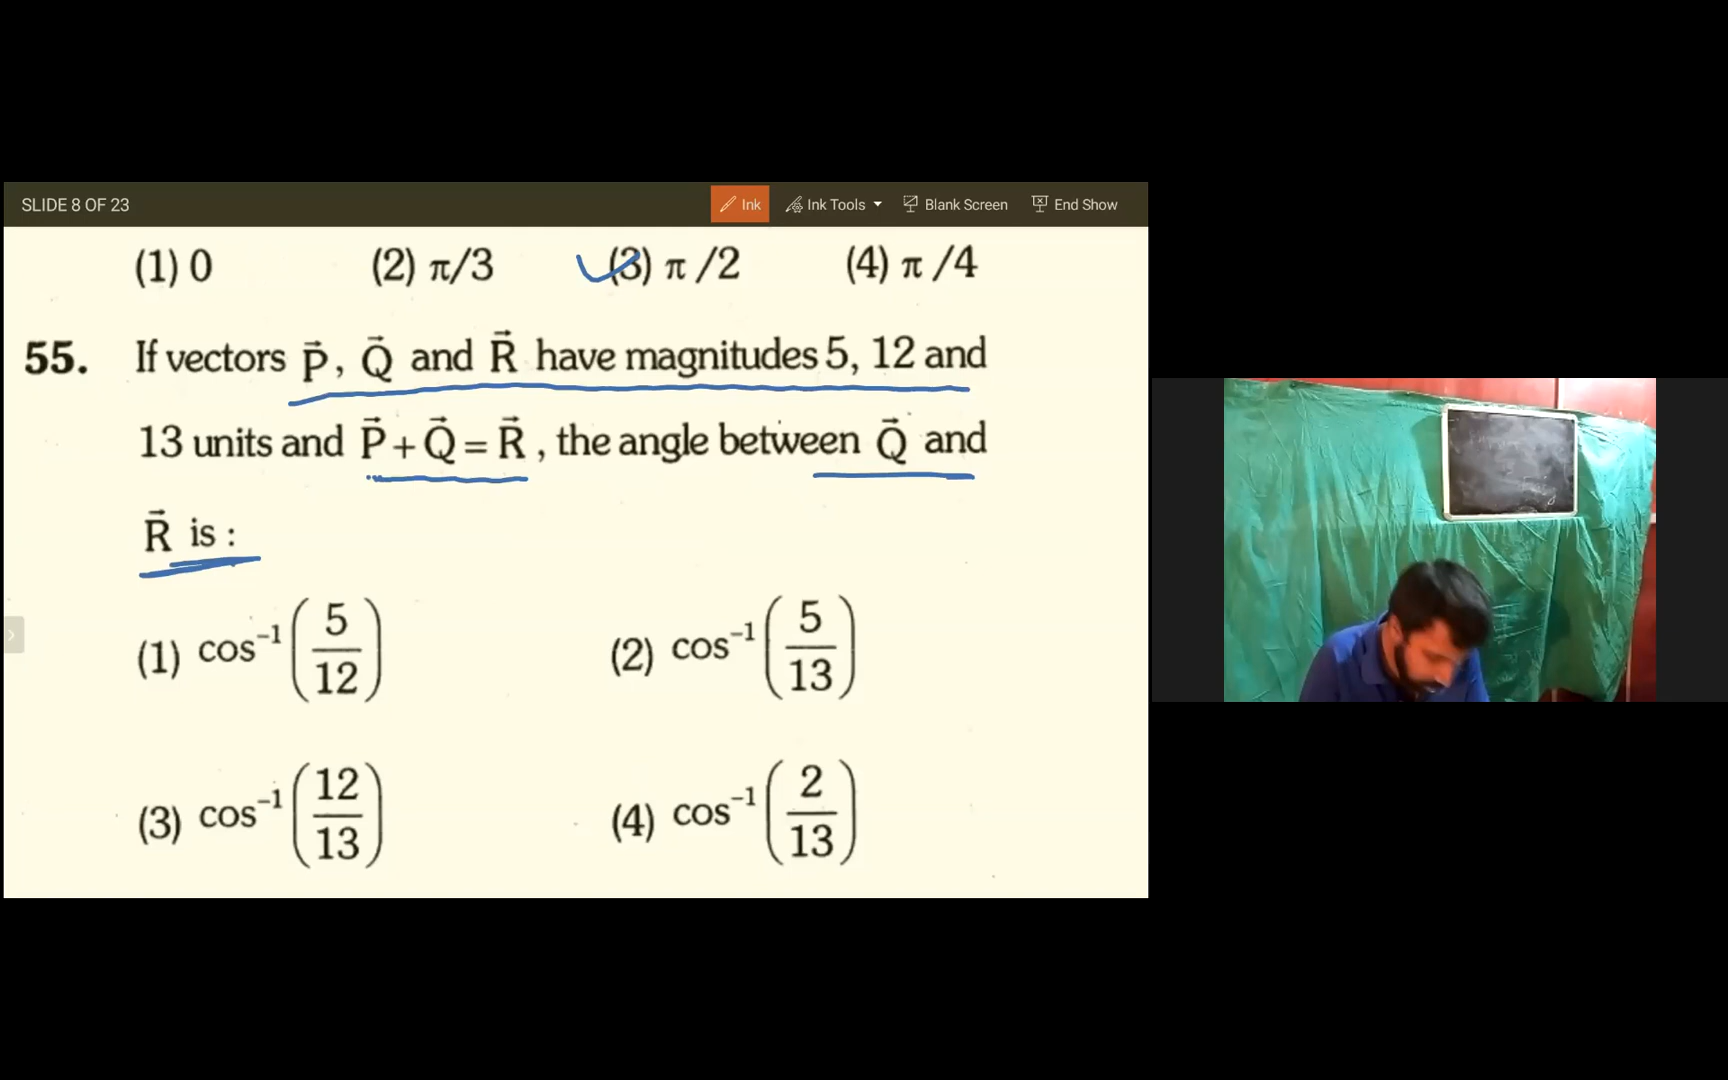 SLIDE 8 OF 23 Ink Ink Tools Blank Screen End Show
(1) 0 (2) π/3 (3) π/2 (4) π/4
55. If vectors P⃗, Q⃗ and R⃗ have magnitudes 5, 12 and
13 units and P⃗ + Q⃗ = R⃗, the angle between Q⃗ and
R⃗ is :
(1) cos⁻¹(5/12) (2) cos⁻¹(5/13)
(3) cos⁻¹(12/13) (4) cos⁻¹(2/13)